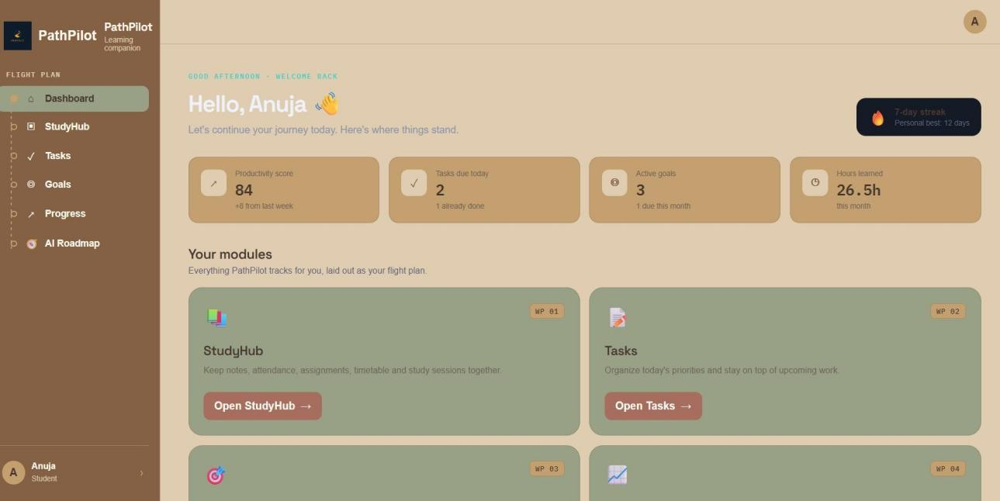 PathPilot
PathPilot
Learning
companion
FLIGHT PLAN
Dashboard
StudyHub
Tasks
Goals
Progress
AI Roadmap
A
Anuja
Student
A
GOOD AFTERNOON · WELCOME BACK
Hello, Anuja 👋
Let's continue your journey today. Here's where things stand.
7-day streak
Personal best: 12 days
Productivity score
84
+8 from last week
Tasks due today
2
1 already done
Active goals
3
1 due this month
Hours learned
26.5h
this month
Your modules
Everything PathPilot tracks for you, laid out as your flight plan.
WP 01
StudyHub
Keep notes, attendance, assignments, timetable and study sessions together.
Open StudyHub →
WP 02
Tasks
Organize today's priorities and stay on top of upcoming work.
Open Tasks →
WP 03
WP 04